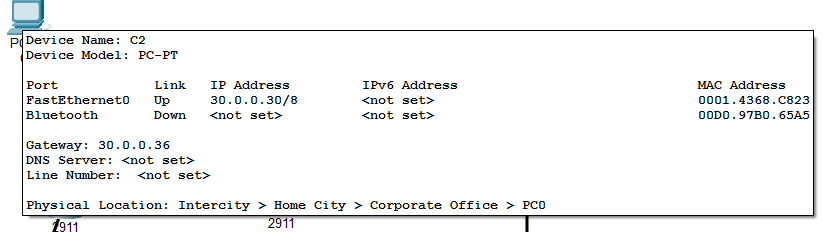 PC
Device Name: C2
Device Model: PC-PT
Port Link IP Address IPv6 Address MAC Address
FastEthernet0 Up 30.0.0.30/8 <not set> 0001.4368.C823
Bluetooth Down <not set> <not set> 00D0.97B0.65A5
Gateway: 30.0.0.36
DNS Server: <not set>
Line Number: <not set>
Physical Location: Intercity > Home City > Corporate Office > PC0
2911
2911